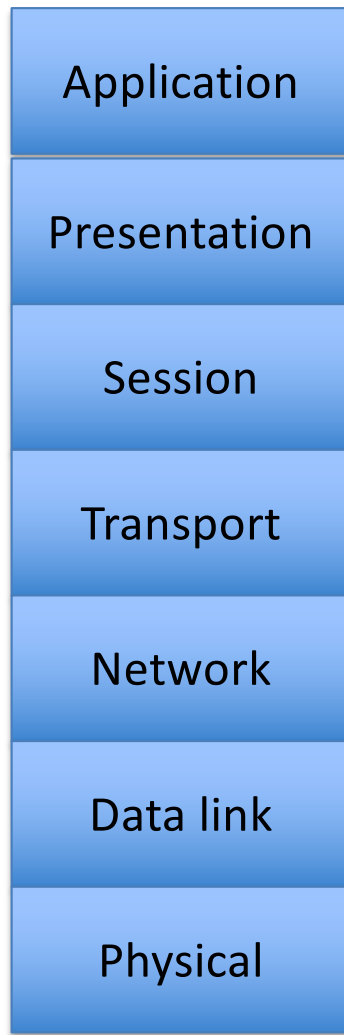 Application
Presentation
Session
Transport
Network
Data link
Physical